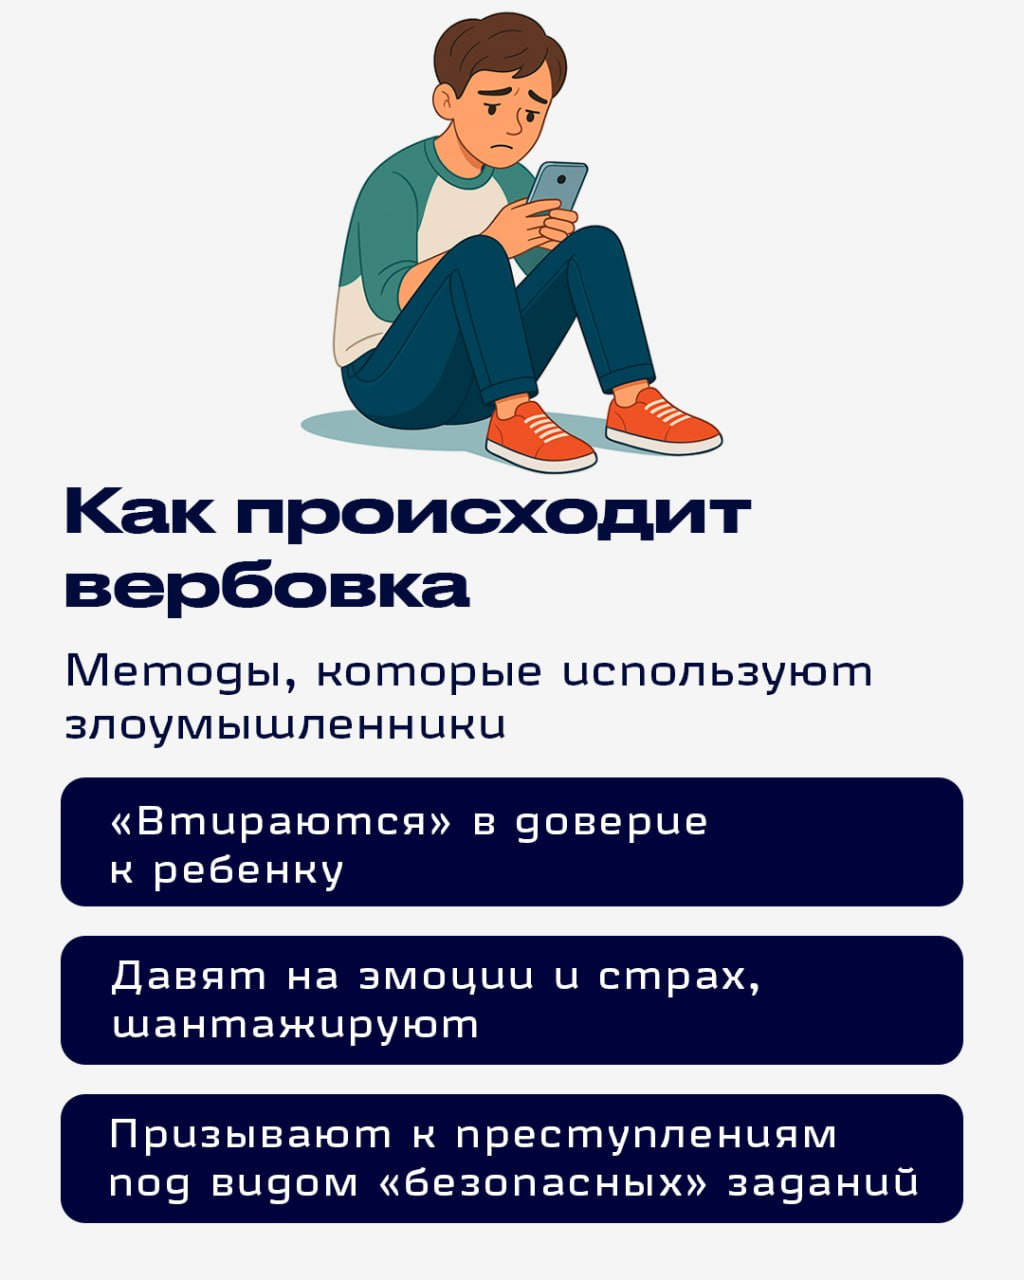 Как происходит
вербовка
Методы, которые используют
злоумышленники
«Втираются» в доверие
к ребенку
Давят на эмоции и страх,
шантажируют
Призывают к преступлениям
под видом «безопасных» заданий